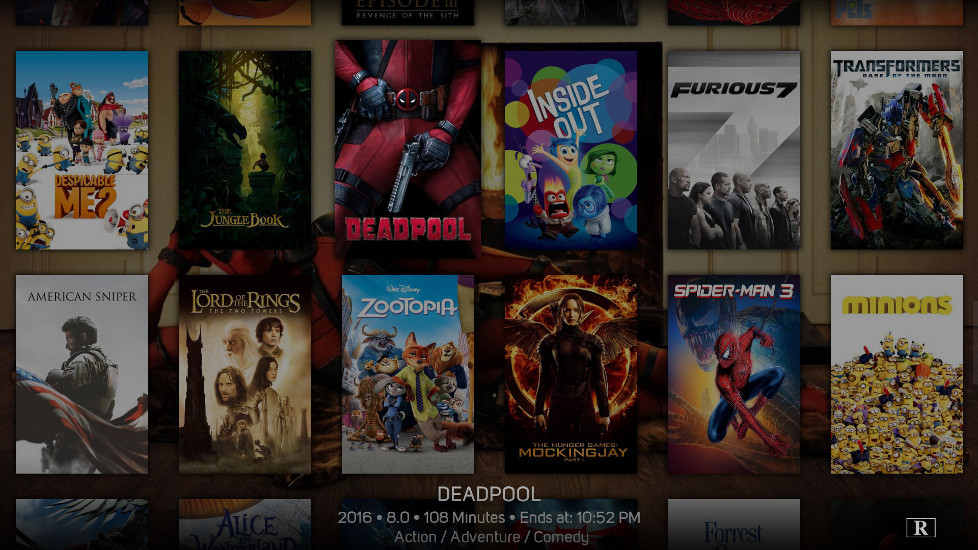 EPISODE III
REVENGE OF THE SITH
Pets
DESPICABLE
ME 2
THE
JUNGLE BOOK
DEADPOOL
INSIDE
OUT
FURIOUS 7
TRANSFORMERS
DARK OF THE MOON
AMERICAN SNIPER
THE
LORD OF THE RINGS
THE TWO TOWERS
Walt Disney
ZOOTOPIA
THE HUNGER GAMES
MOCKINGJAY
PART 1
SPIDER-MAN 3
minions
DEADPOOL
2016 • 8.0 • 108 Minutes • Ends at: 10:52 PM
Action / Adventure / Comedy
ALICE
IN
WONDERLAND
Forrest
R